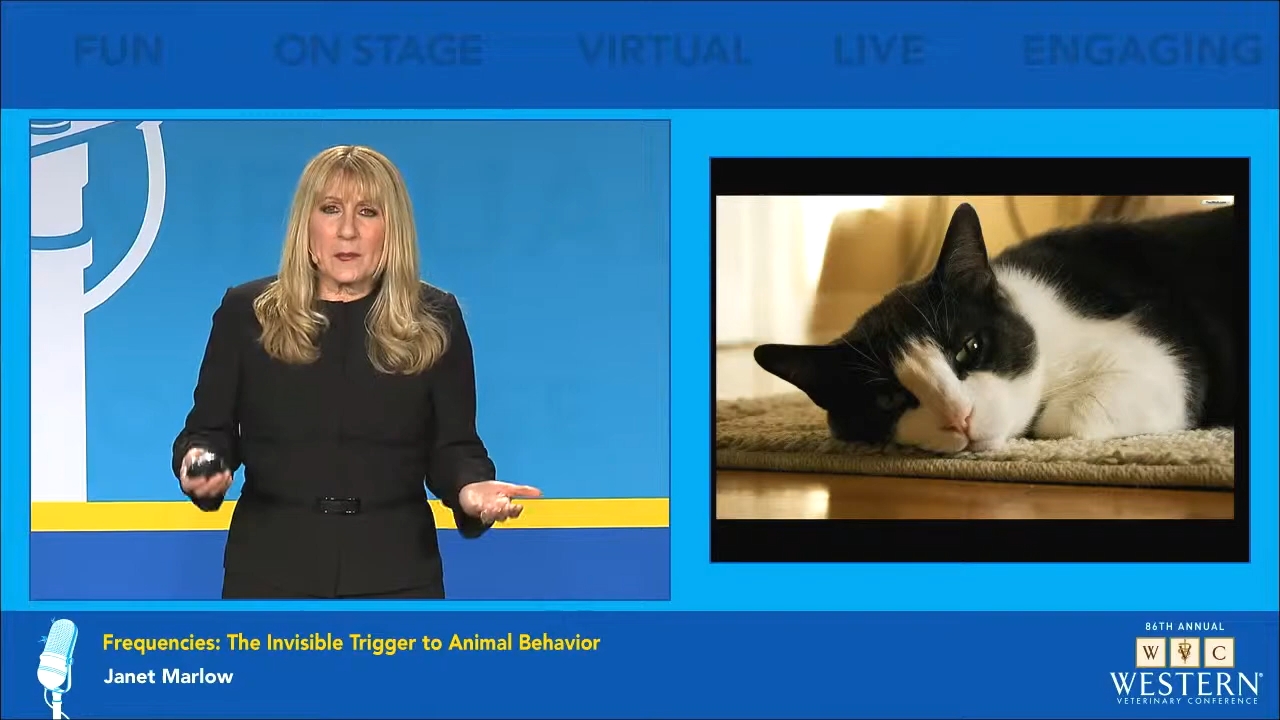 FUN ON STAGE VIRTUAL LIVE ENGAGING
Frequencies: The Invisible Trigger to Animal Behavior
Janet Marlow
86TH ANNUAL
W V C
WESTERN®
VETERINARY CONFERENCE